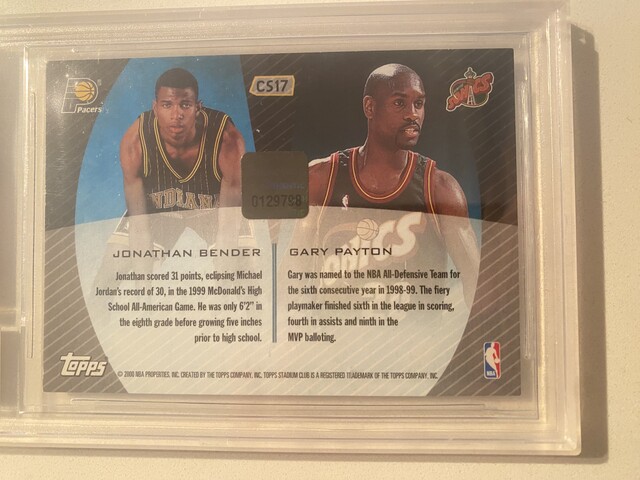 CS17
Pacers
INDIANA
0129788
JONATHAN BENDER
Jonathan scored 31 points, eclipsing Michael
Jordan's record of 30, in the 1999 McDonald's High
School All-American Game. He was only 6'2" in
the eighth grade before growing five inches
prior to high school.
GARY PAYTON
Gary was named to the NBA All-Defensive Team for
the sixth consecutive year in 1998-99. The fiery
playmaker finished sixth in the league in scoring,
fourth in assists and ninth in the
MVP balloting.
Topps
© 2000 NBA PROPERTIES, INC. CREATED BY THE TOPPS COMPANY, INC. TOPPS STADIUM CLUB IS A REGISTERED TRADEMARK OF THE TOPPS COMPANY, INC.
NBA